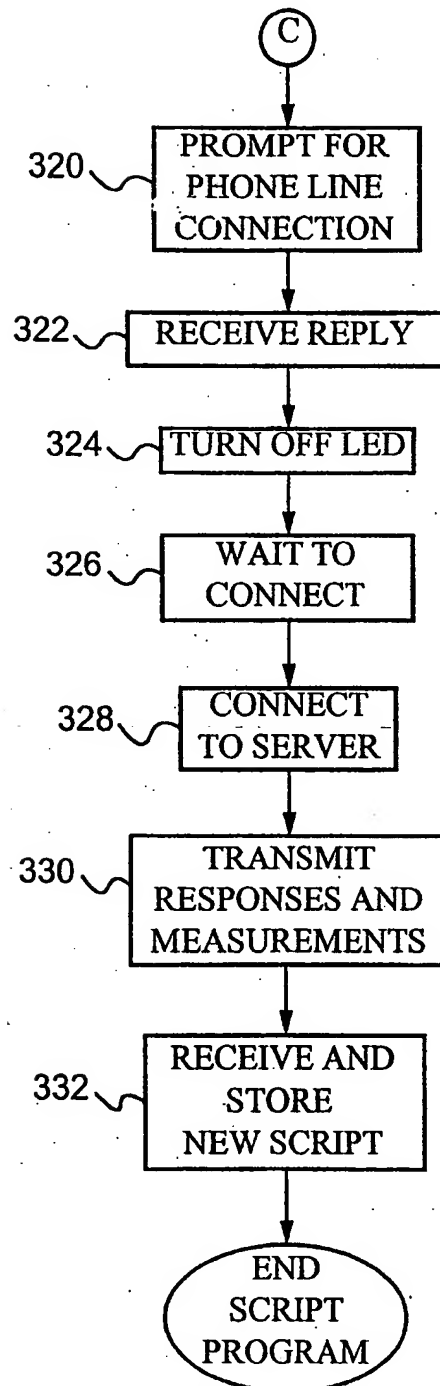 C
320
PROMPT FOR
PHONE LINE
CONNECTION
322
RECEIVE REPLY
324
TURN OFF LED
326
WAIT TO
CONNECT
328
CONNECT
TO SERVER
330
TRANSMIT
RESPONSES AND
MEASUREMENTS
332
RECEIVE AND
STORE
NEW SCRIPT
END
SCRIPT
PROGRAM